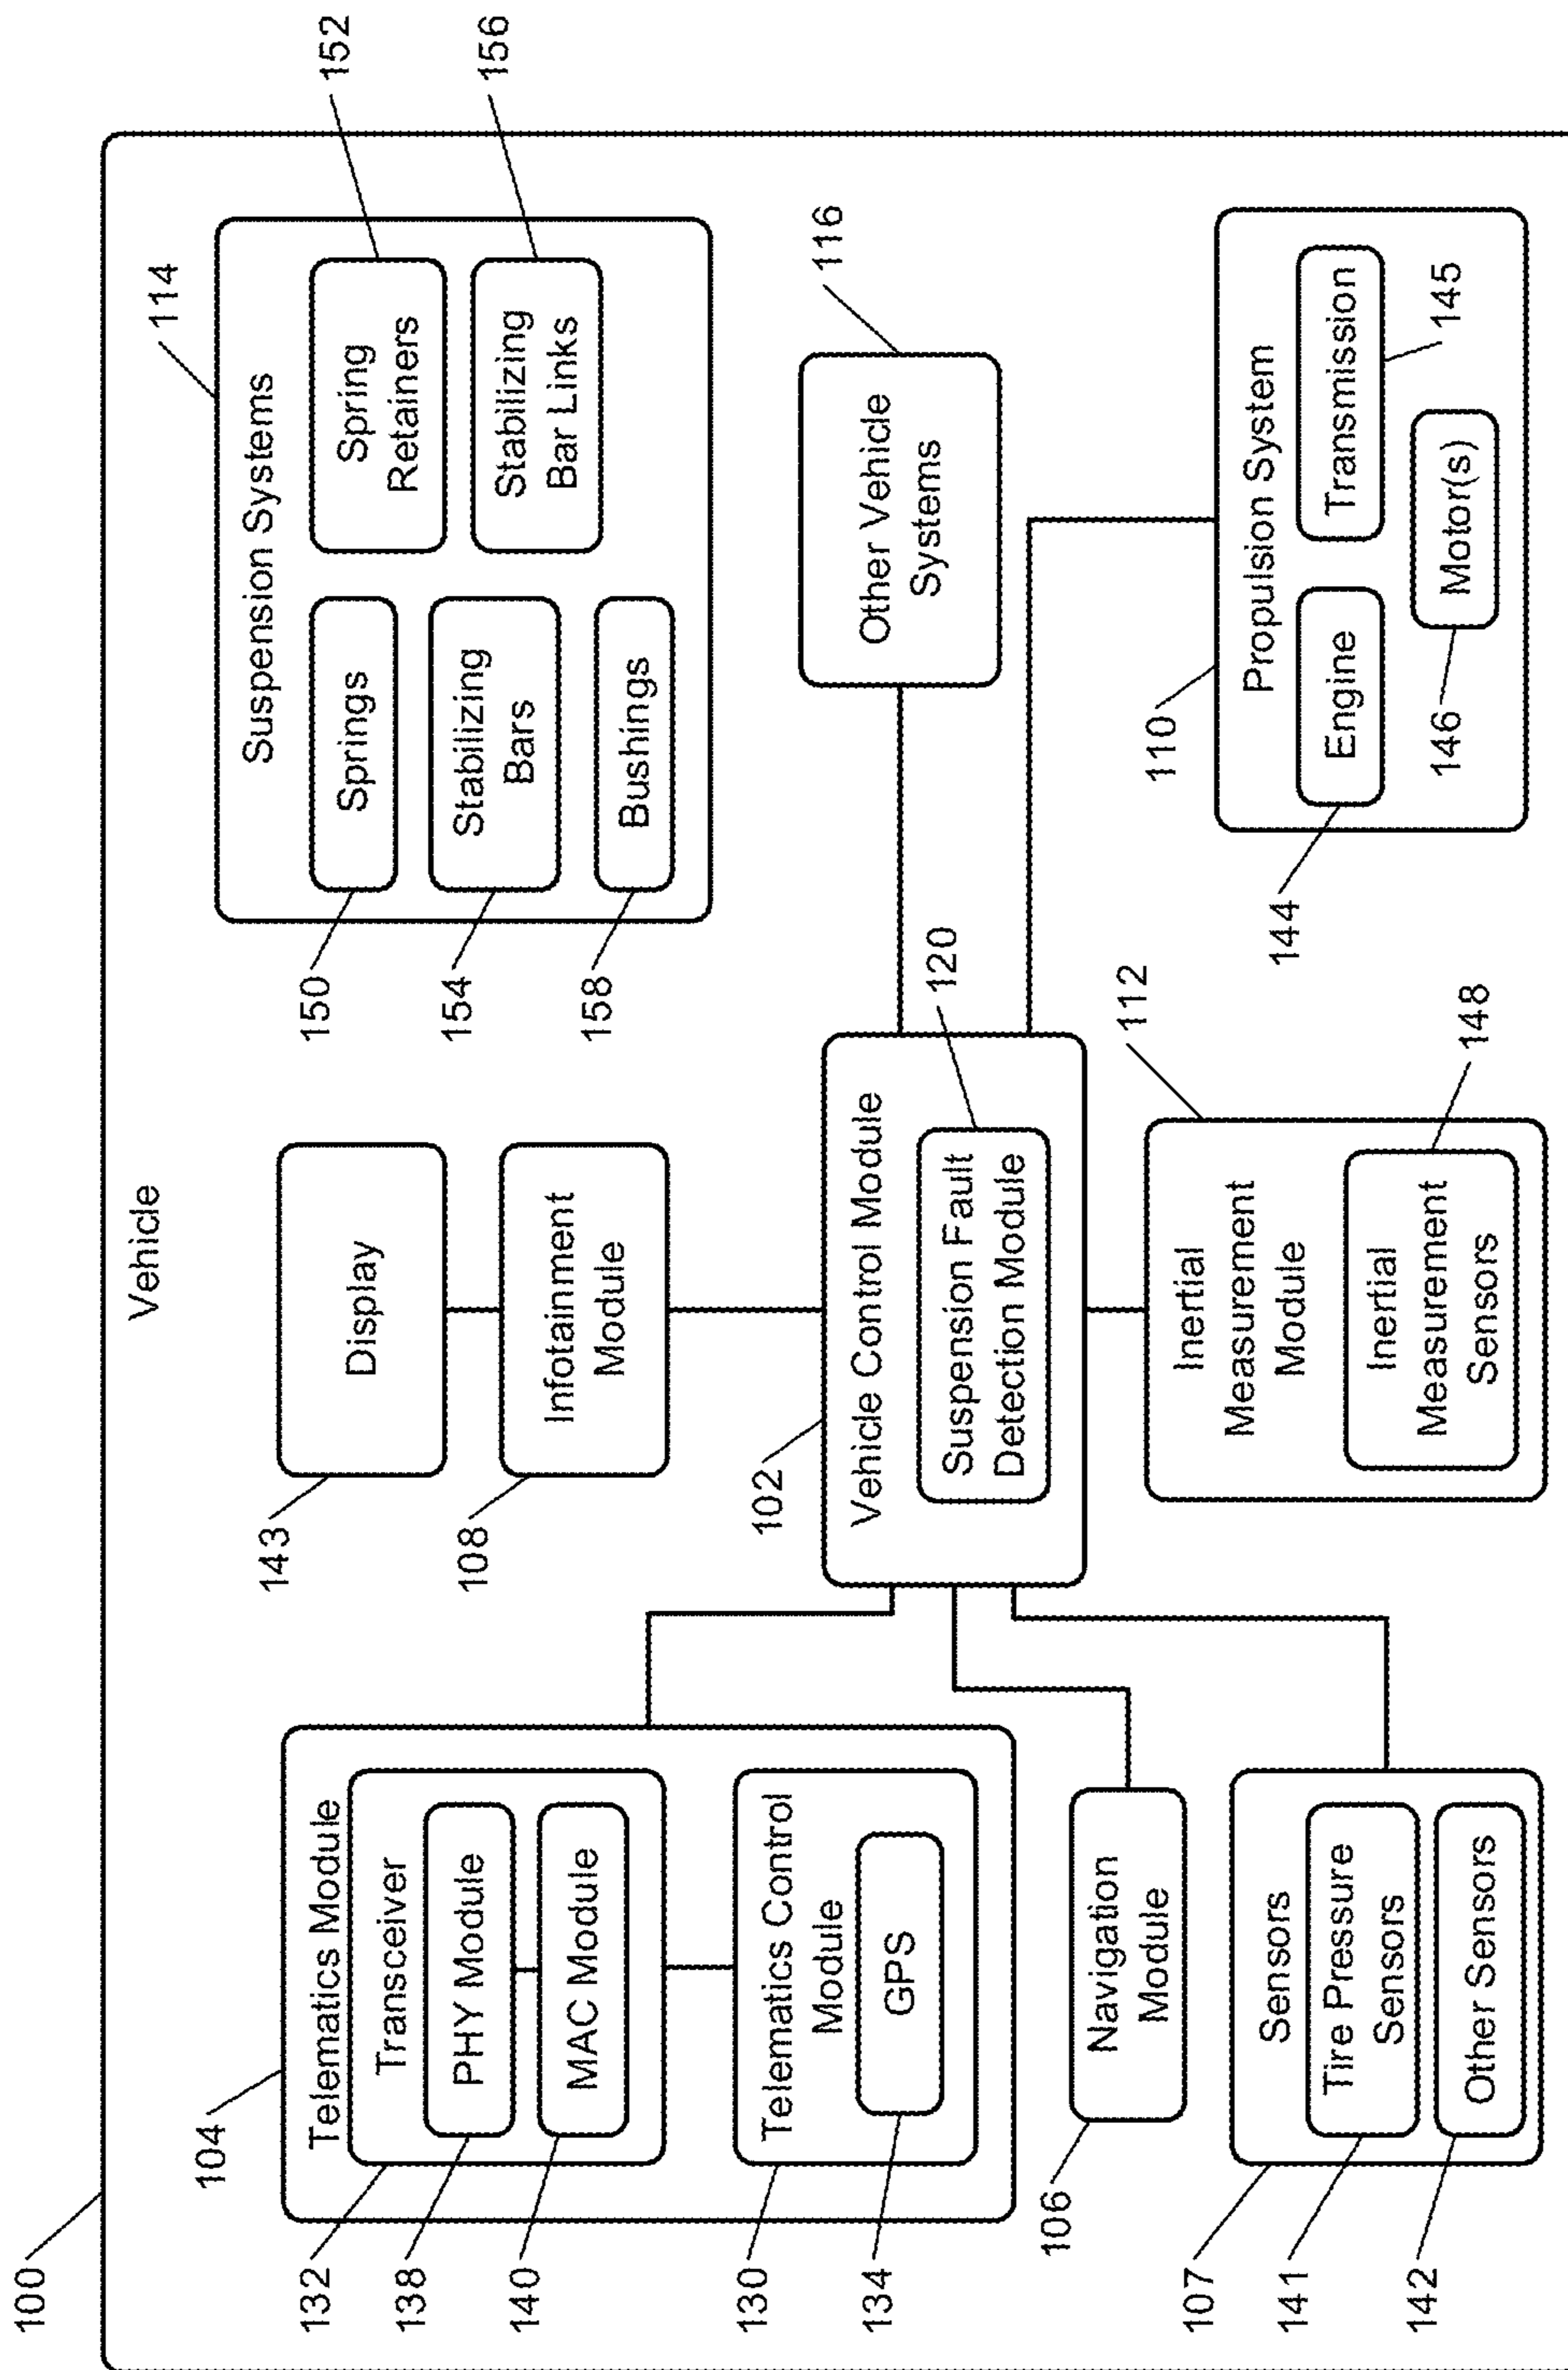 100
Vehicle
104
Telematics Module
132
Transceiver
138
PHY Module
140
MAC Module
130
Telematics Control
Module
134
GPS
106
Navigation
Module
107
Sensors
141
Tire Pressure
Sensors
142
Other Sensors
143
Display
108
Infotainment
Module
102
Vehicle Control Module
120
Suspension Fault
Detection Module
112
Inertial
Measurement
Module
148
Inertial
Measurement
Sensors
114
Suspension Systems
150
Springs
152
Spring
Retainers
154
Stabilizing
Bars
156
Stabilizing
Bar Links
158
Bushings
116
Other Vehicle
Systems
110
Propulsion System
144
Engine
145
Transmission
146
Motor(s)